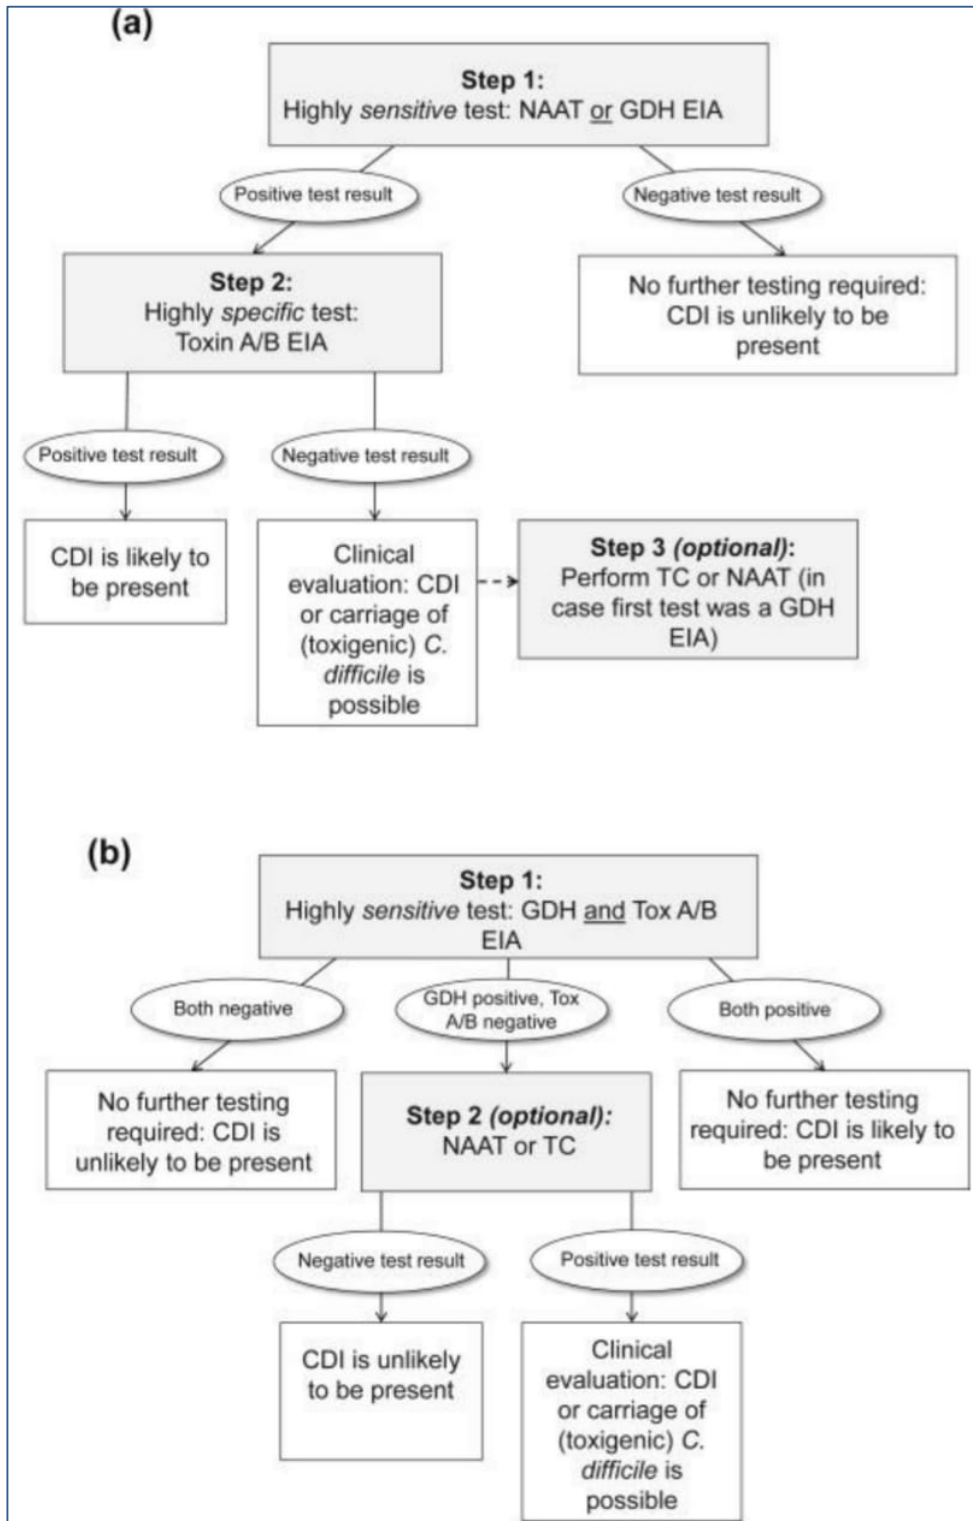 (a)
Step 1:
Highly sensitive test: NAAT or GDH EIA
Positive test result
Negative test result
Step 2:
Highly specific test:
Toxin A/B EIA
No further testing required:
CDI is unlikely to be
present
Positive test result
Negative test result
CDI is likely to
be present
Clinical
evaluation: CDI
or carriage of
(toxigenic) C.
difficile is
possible
Step 3 (optional):
Perform TC or NAAT (in
case first test was a GDH
EIA)
(b)
Step 1:
Highly sensitive test: GDH and Tox A/B
EIA
Both negative
GDH positive, Tox
A/B negative
Both positive
No further testing
required: CDI is
unlikely to be present
Step 2 (optional):
NAAT or TC
No further testing
required: CDI is likely to
be present
Negative test result
Positive test result
CDI is unlikely
to be present
Clinical
evaluation: CDI
or carriage of
(toxigenic) C.
difficile is
possible